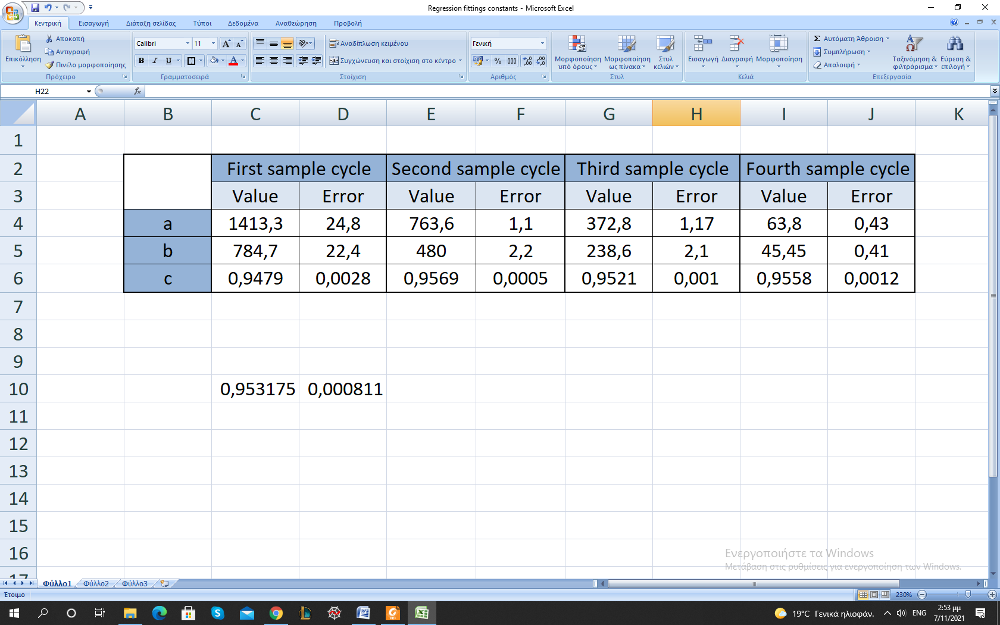 Regression fittings constants - Microsoft Excel
Κεντρική Εισαγωγή Διάταξη σελίδας Τύποι Δεδομένα Αναθεώρηση Προβολή
Επικόλληση
Αποκοπή
Αντιγραφή
Πινέλο μορφοποίησης
Πρόχειρο
Calibri 11
B I U
Γραμματοσειρά
Αναδίπλωση κειμένου
Συγχώνευση και στοίχιση στο κέντρο
Στοίχιση
Γενική
% 000
Αριθμός
Μορφοποίηση υπό όρους
Μορφοποίηση ως πίνακα
Στυλ κελιών
Στυλ
Εισαγωγή Διαγραφή Μορφοποίηση
Κελιά
Σ Αυτόματη Άθροιση
Συμπλήρωση
Απαλοιφή
Ταξινόμηση & φιλτράρισμα
Εύρεση & επιλογή
Επεξεργασία
H22 fx
A B C D E F G H I J K
1
2 First sample cycle Second sample cycle Third sample cycle Fourth sample cycle
3 Value Error Value Error Value Error Value Error
4 a 1413,3 24,8 763,6 1,1 372,8 1,17 63,8 0,43
5 b 784,7 22,4 480 2,2 238,6 2,1 45,45 0,41
6 c 0,9479 0,0028 0,9569 0,0005 0,9521 0,001 0,9558 0,0012
7
8
9
10 0,953175 0,000811
11
12
13
14
15
16
17
Ενεργοποιήστε τα Windows
Μετάβαση στις ρυθμίσεις για ενεργοποίηση των Windows.
Φύλλο1 Φύλλο2 Φύλλο3
Έτοιμο 230%
19°C Γενικά ηλιοφάν. ENG 2:53 μμ
7/11/2021